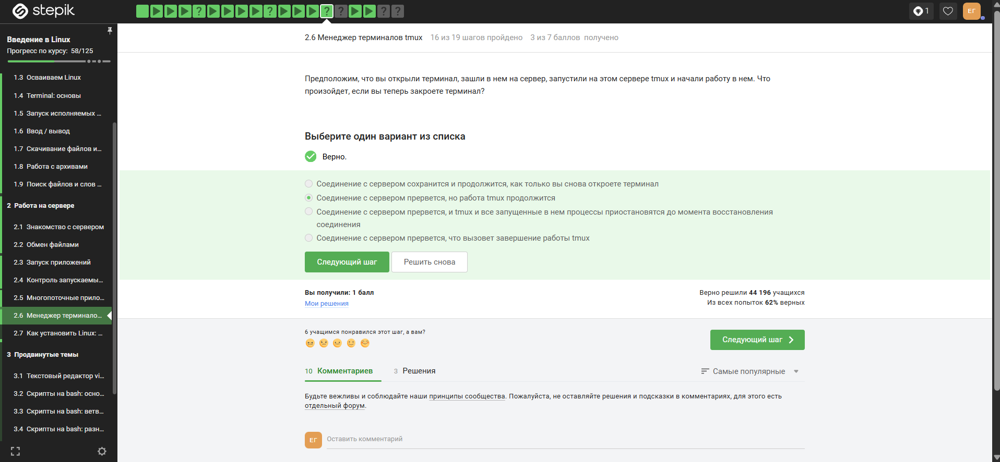 stepik
? ? ? ? ? ?
1
ЕГ
Введение в Linux
Прогресс по курсу: 58/125
1.3 Осваиваем Linux
1.4 Terminal: основы
1.5 Запуск исполняемых ...
1.6 Ввод / вывод
1.7 Скачивание файлов и...
1.8 Работа с архивами
1.9 Поиск файлов и слов ...
2 Работа на сервере
2.1 Знакомство с сервером
2.2 Обмен файлами
2.3 Запуск приложений
2.4 Контроль запускаемы...
2.5 Многопоточные прило...
2.6 Менеджер терминало...
2.7 Как установить Linux: ...
3 Продвинутые темы
3.1 Текстовый редактор vi...
3.2 Скрипты на bash: осно...
3.3 Скрипты на bash: ветв...
3.4 Скрипты на bash: разн...
2.6 Менеджер терминалов tmux 16 из 19 шагов пройдено 3 из 7 баллов получено
Предположим, что вы открыли терминал, зашли в нем на сервер, запустили на этом сервере tmux и начали работу в нем. Что
произойдет, если вы теперь закроете терминал?
Выберите один вариант из списка
Верно.
Соединение с сервером сохранится и продолжится, как только вы снова откроете терминал
Соединение с сервером прервется, но работа tmux продолжится
Соединение с сервером прервется, и tmux и все запущенные в нем процессы приостановятся до момента восстановления
соединения
Соединение с сервером прервется, что вызовет завершение работы tmux
Следующий шаг Решить снова
Вы получили: 1 балл
Мои решения
Верно решили 44 196 учащихся
Из всех попыток 62% верных
6 учащимся понравился этот шаг, а вам?
Следующий шаг
10 Комментариев 3 Решения Самые популярные
Будьте вежливы и соблюдайте наши принципы сообщества. Пожалуйста, не оставляйте решения и подсказки в комментариях, для этого есть
отдельный форум.
ЕГ Оставить комментарий